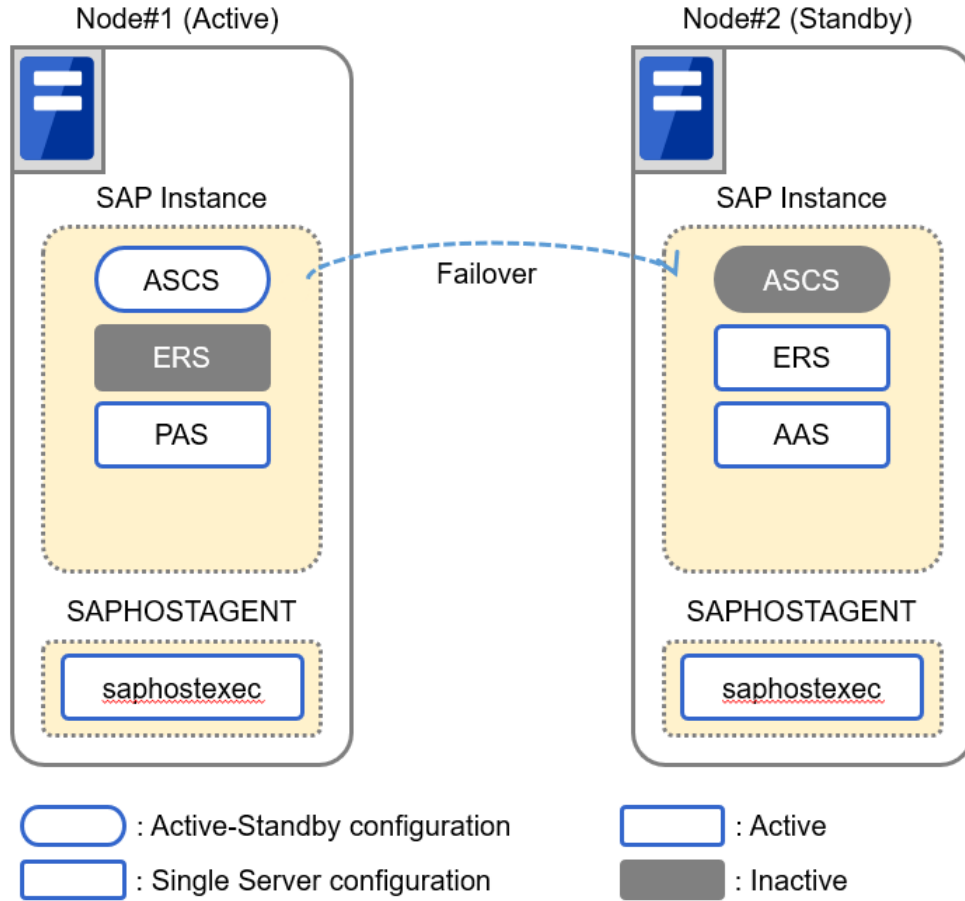 Node#1 (Active)
Node#2 (Standby)
SAP Instance
SAP Instance
ASCS
Failover
ASCS
ERS
ERS
PAS
AAS
SAPHOSTAGENT
SAPHOSTAGENT
saphostexec
saphostexec
: Active-Standby configuration
: Active
: Single Server configuration
: Inactive